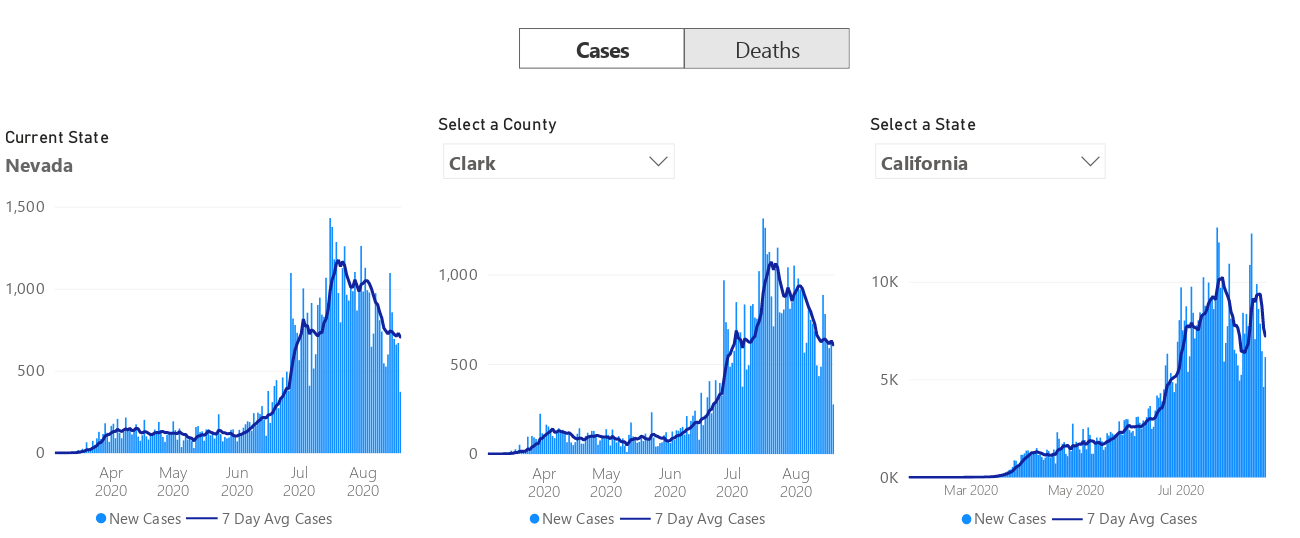 Cases Deaths
Current State
Nevada
Select a County
Clark
Select a State
California
1,500
1,000
500
0
Apr 2020
May 2020
Jun 2020
Jul 2020
Aug 2020
New Cases 7 Day Avg Cases
1,000
500
0
Apr 2020
May 2020
Jun 2020
Jul 2020
Aug 2020
New Cases 7 Day Avg Cases
10K
5K
0K
Mar 2020 May 2020 Jul 2020
New Cases 7 Day Avg Cases